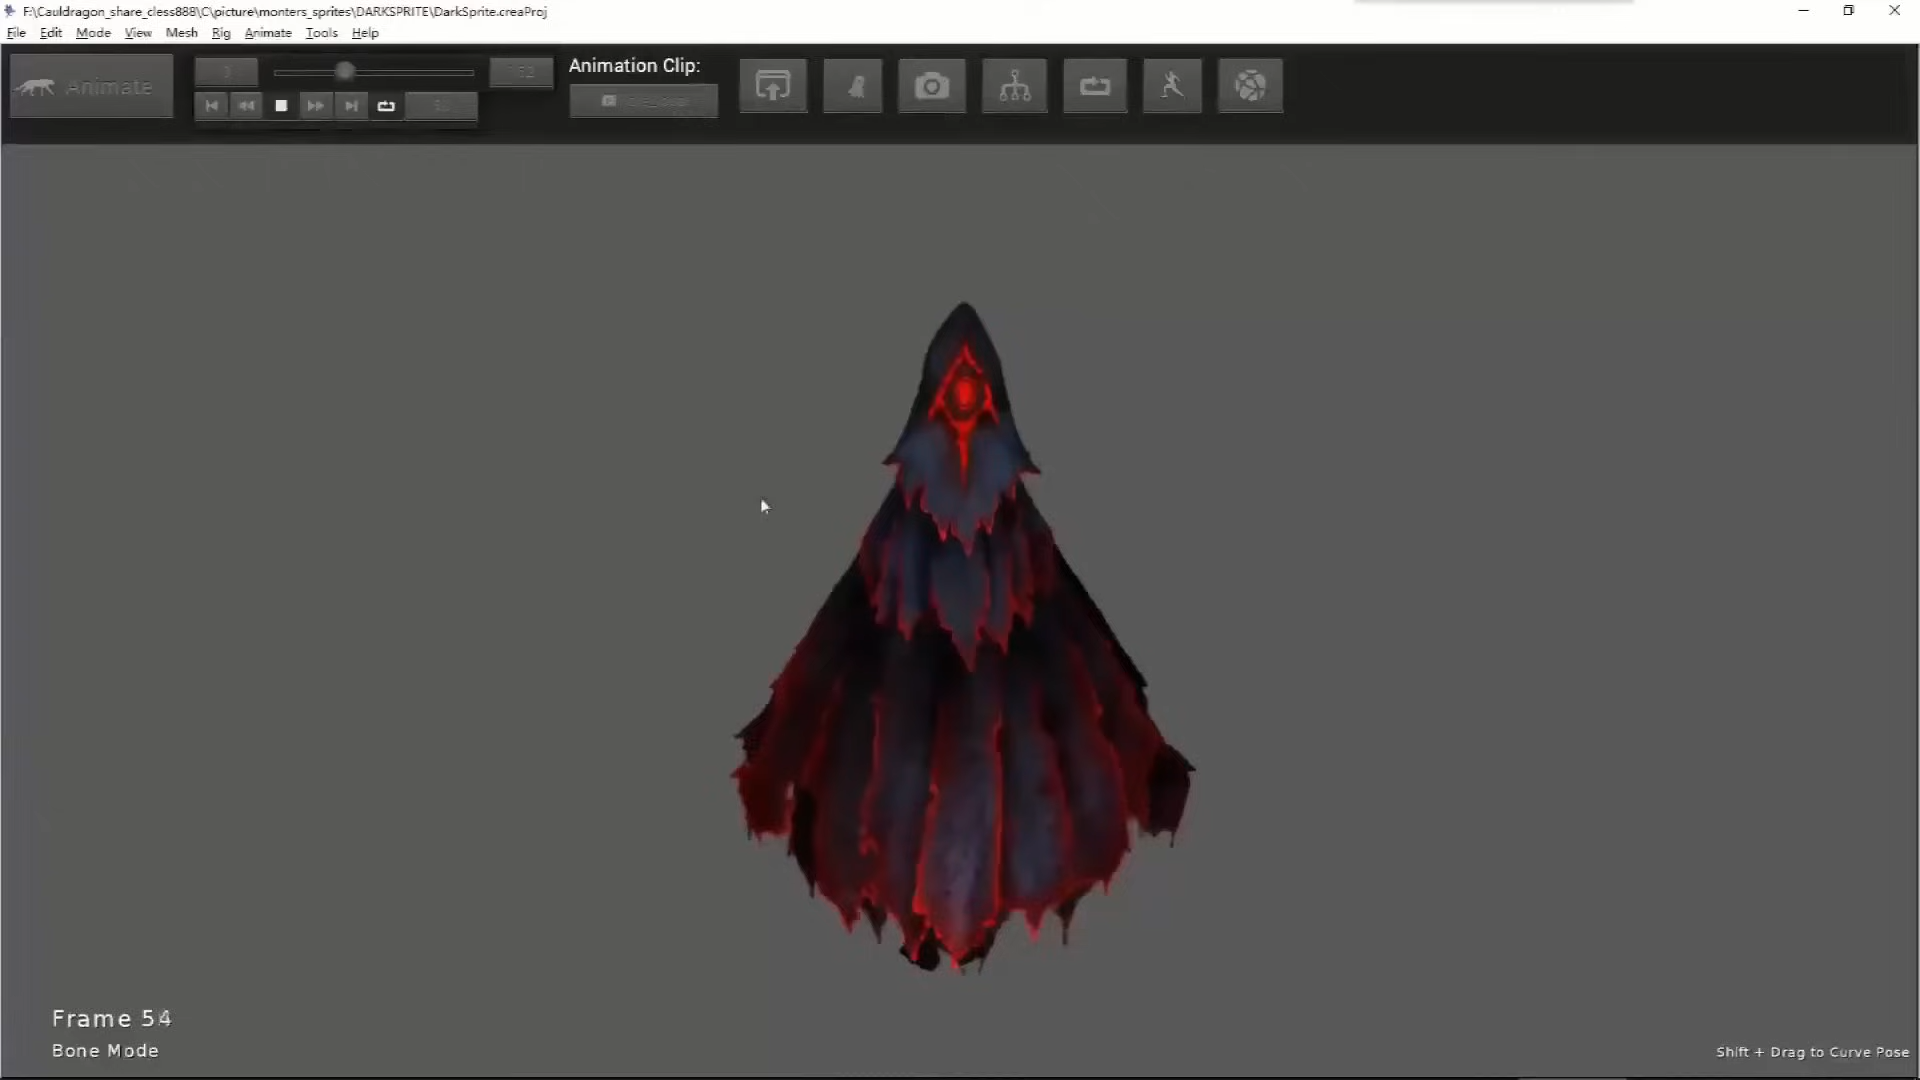 F:\Cauldragon_share_cless888\C\picture\monters_sprites\DARKSPRITE\DarkSprite.creaProj
File Edit Mode View Mesh Rig Animate Tools Help
Animate
Animation Clip:
Frame 54
Bone Mode
Shift + Drag to Curve Pose